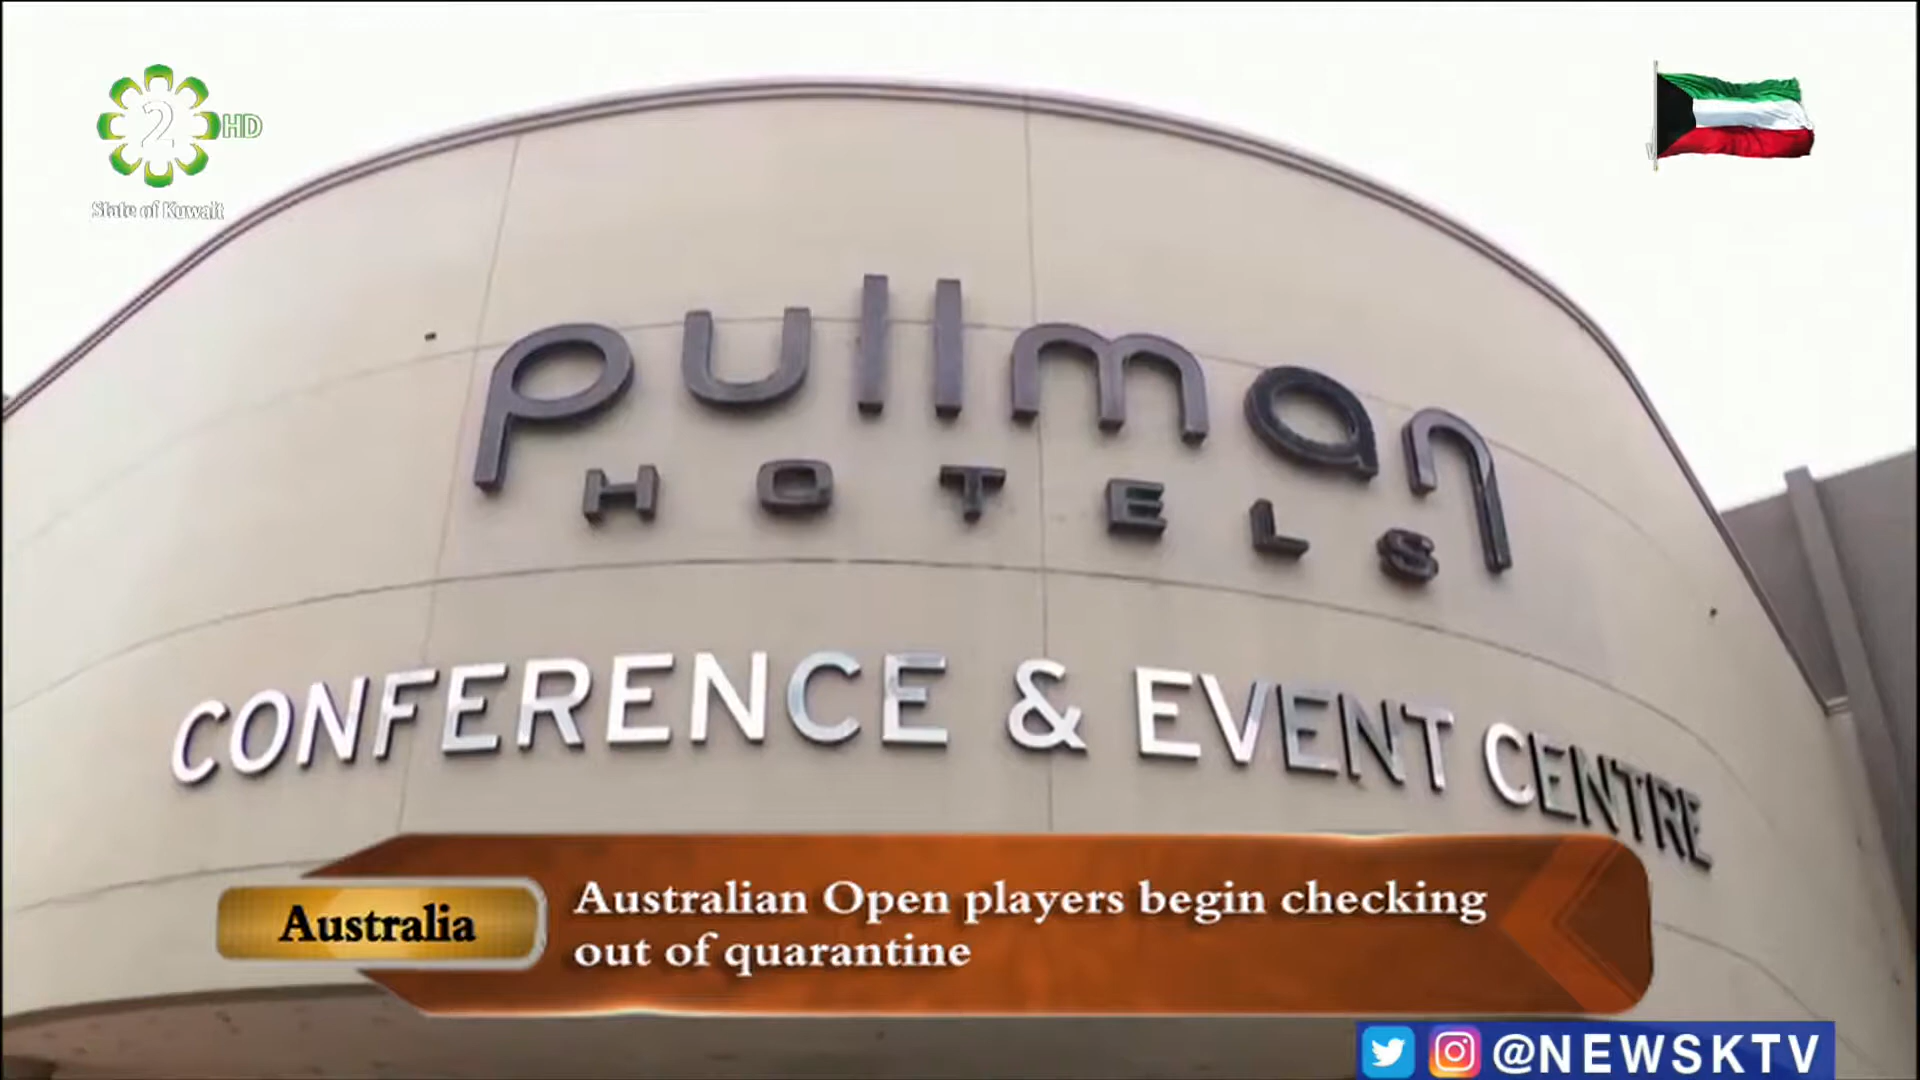 2 HD
State of Kuwait
pullman
HOTELS
CONFERENCE & EVENT CENTRE
Australia
Australian Open players begin checking
out of quarantine
@NEWSKTV